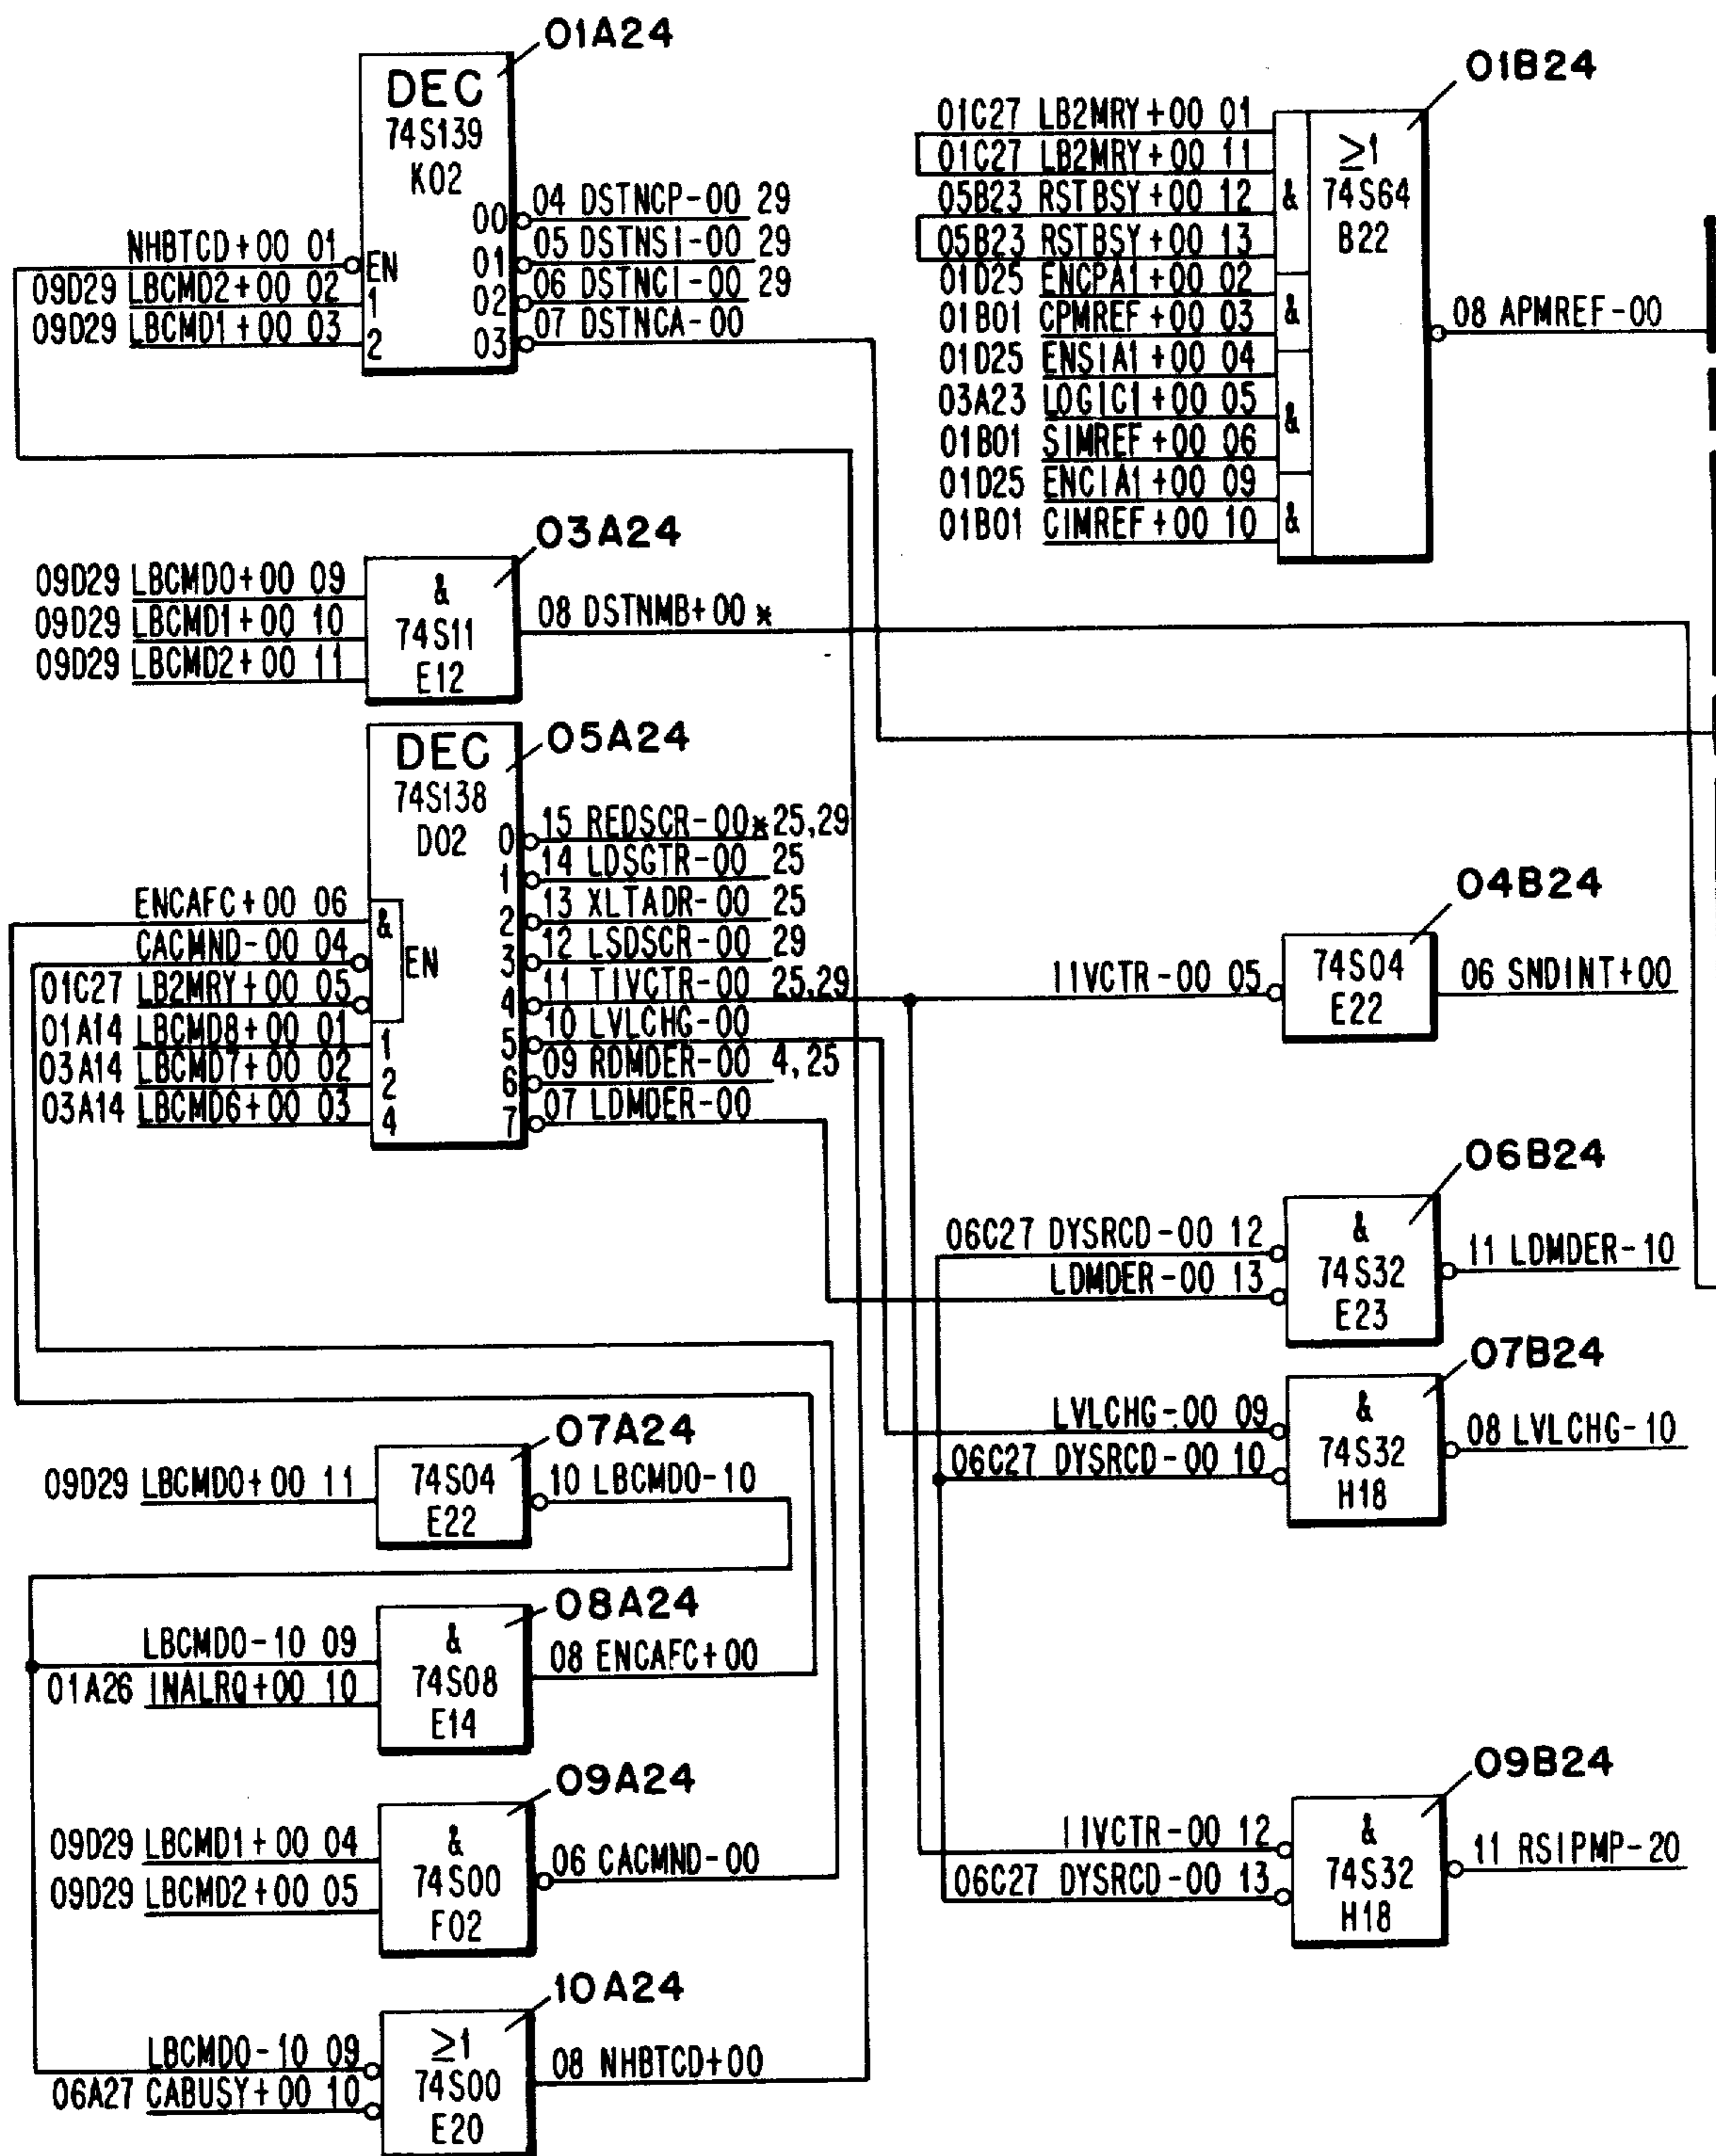 01A24
DEC
74S139
K02
00 04 DSTNCP-00 29
01 05 DSTNSI-00 29
02 06 DSTNCI-00 29
03 07 DSTNCA-00
NHBTCD+00 01 EN
09D29 LBCMD2+00 02 1
09D29 LBCMD1+00 03 2
03A24
09D29 LBCMD0+00 09
09D29 LBCMD1+00 10
09D29 LBCMD2+00 11
&
74S11
E12
08 DSTNMB+00 *
05A24
DEC
74S138
D02
0 15 REDSCR-00* 25,29
1 14 LDSGTR-00 25
2 13 XLTADR-00 25
3 12 LSDSCR-00 29
4 11 TIVCTR-00 25,29
5 10 LVLCHG-00
6 09 RDMDER-00 4,25
7 07 LDMDER-00
ENCAFC+00 06 &
CACMND-00 04 EN
01C27 LB2MRY+00 05
01A14 LBCMD8+00 01 1
03A14 LBCMD7+00 02 2
03A14 LBCMD6+00 03 4
07A24
09D29 LBCMD0+00 11
74S04
E22
10 LBCMD0-10
08A24
LBCMD0-10 09
01A26 INALRQ+00 10
&
74S08
E14
08 ENCAFC+00
09A24
09D29 LBCMD1+00 04
09D29 LBCMD2+00 05
&
74S00
F02
06 CACMND-00
10A24
LBCMD0-10 09
06A27 CABUSY+00 10
≥1
74S00
E20
08 NHBTCD+00
01B24
01C27 LB2MRY+00 01
01C27 LB2MRY+00 11
05B23 RSTBSY+00 12
05B23 RSTBSY+00 13
01D25 ENCPA1+00 02
01B01 CPMREF+00 03
01D25 ENSIA1+00 04
03A23 LOGIC1+00 05
01B01 SIMREF+00 06
01D25 ENCIA1+00 09
01B01 CIMREF+00 10
&
&
&
&
≥1
74S64
B22
08 APMREF-00
04B24
IIVCTR-00 05
74S04
E22
06 SNDINT+00
06B24
06C27 DYSRCD-00 12
LDMDER-00 13
&
74S32
E23
11 LDMDER-10
07B24
LVLCHG-00 09
06C27 DYSRCD-00 10
&
74S32
H18
08 LVLCHG-10
09B24
IIVCTR-00 12
06C27 DYSRCD-00 13
&
74S32
H18
11 RSIPMP-20